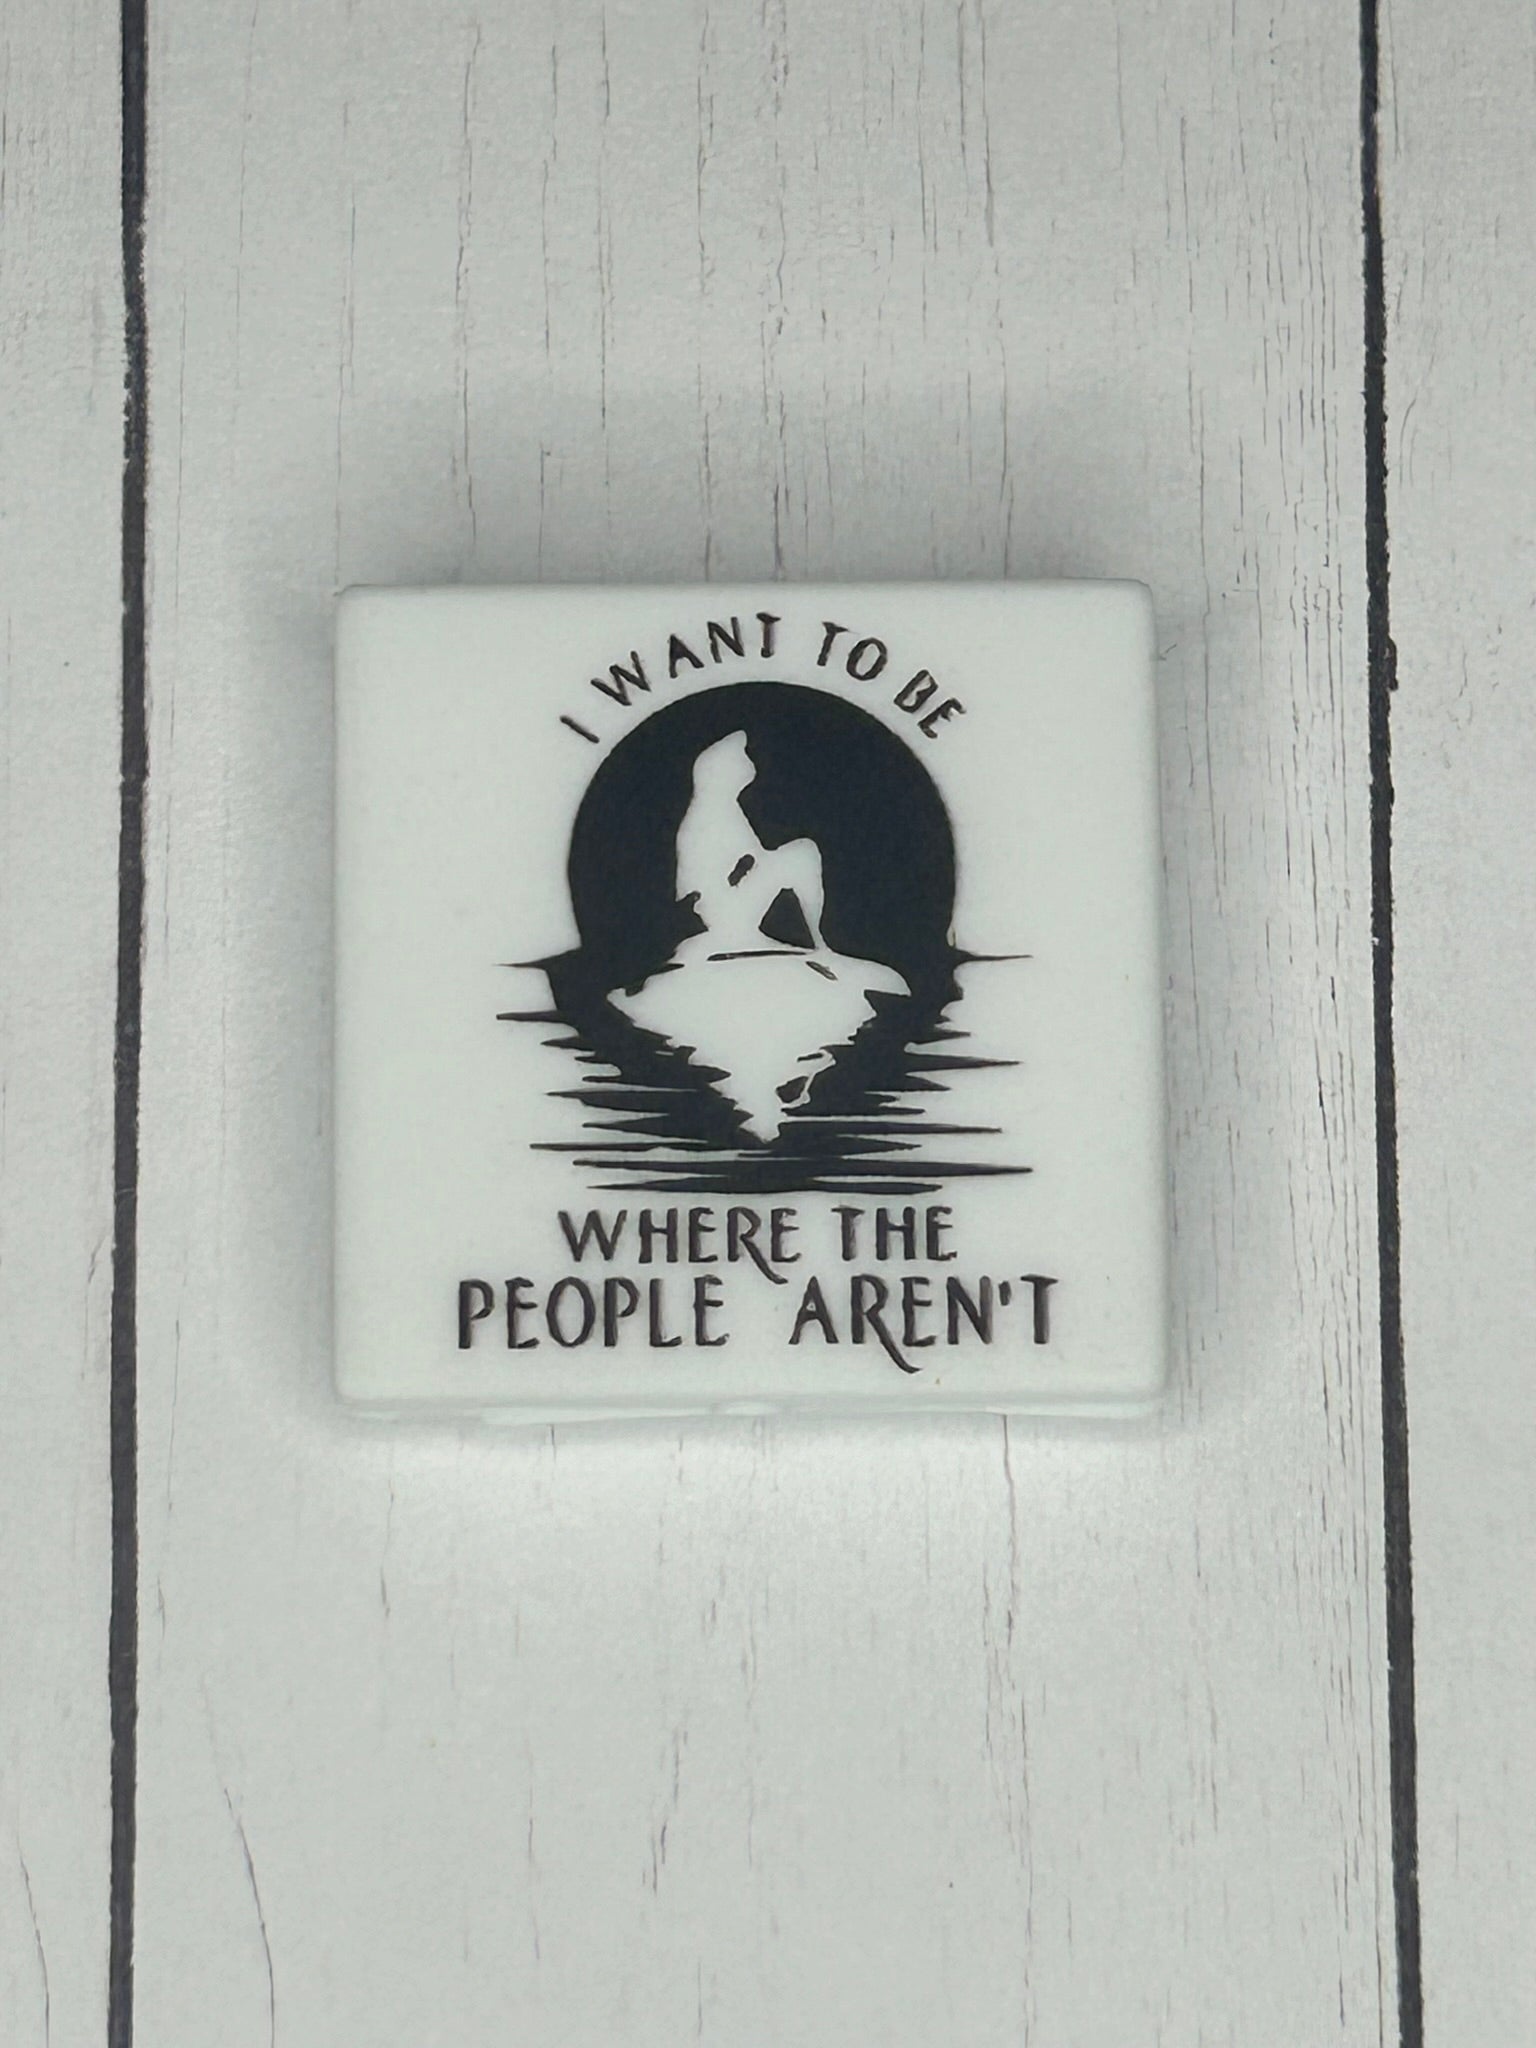 I WANT TO BE
WHERE THE
PEOPLE AREN'T